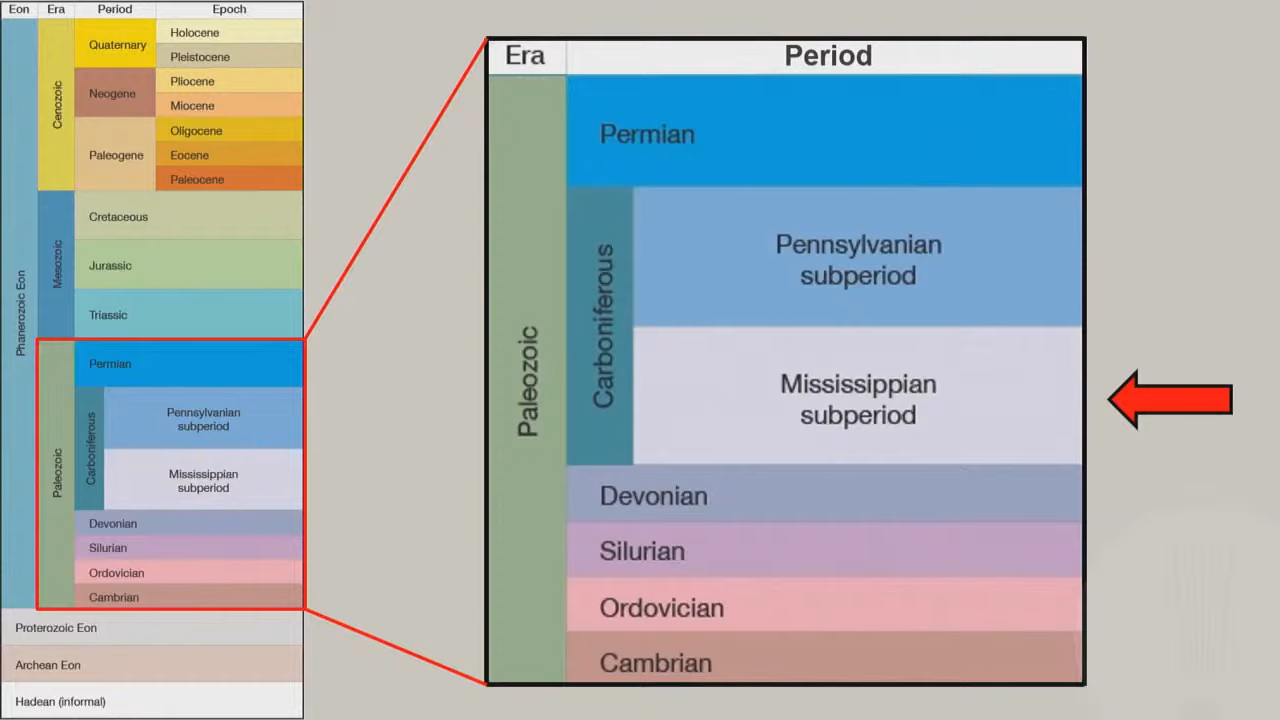 Eon Era Period Epoch
Phanerozoic Eon
Cenozoic
Quaternary
Holocene
Pleistocene
Neogene
Pliocene
Miocene
Paleogene
Oligocene
Eocene
Paleocene
Mesozoic
Cretaceous
Jurassic
Triassic
Paleozoic
Permian
Carboniferous
Pennsylvanian
subperiod
Mississippian
subperiod
Devonian
Silurian
Ordovician
Cambrian
Proterozoic Eon
Archean Eon
Hadean (informal)
Era Period
Paleozoic
Permian
Carboniferous
Pennsylvanian
subperiod
Mississippian
subperiod
Devonian
Silurian
Ordovician
Cambrian